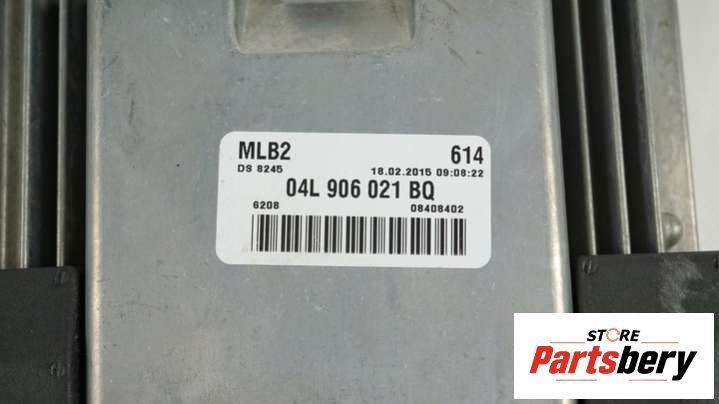 MLB2 614
DS 8245 18.02.2015 09:08:22
04L 906 021 BQ
6208 08408402
STORE
Partsbery